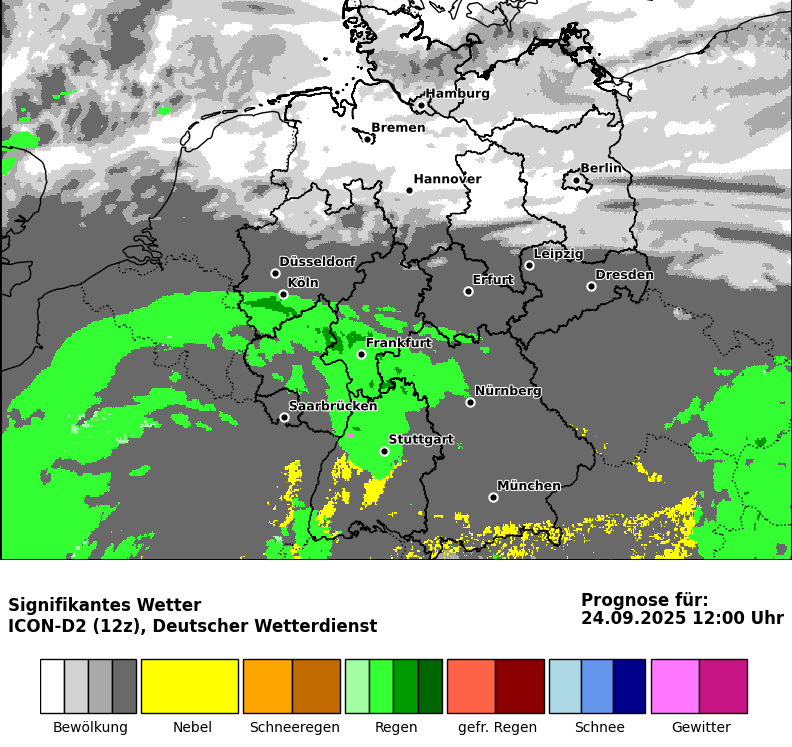 Hamburg
Bremen
Berlin
Hannover
Leipzig
Düsseldorf
Dresden
Köln
Erfurt
Frankfurt
Nürnberg
Saarbrücken
Stuttgart
München
Signifikantes Wetter
ICON-D2 (12z), Deutscher Wetterdienst
Prognose für:
24.09.2025 12:00 Uhr
Bewölkung Nebel Schneeregen Regen gefr. Regen Schnee Gewitter